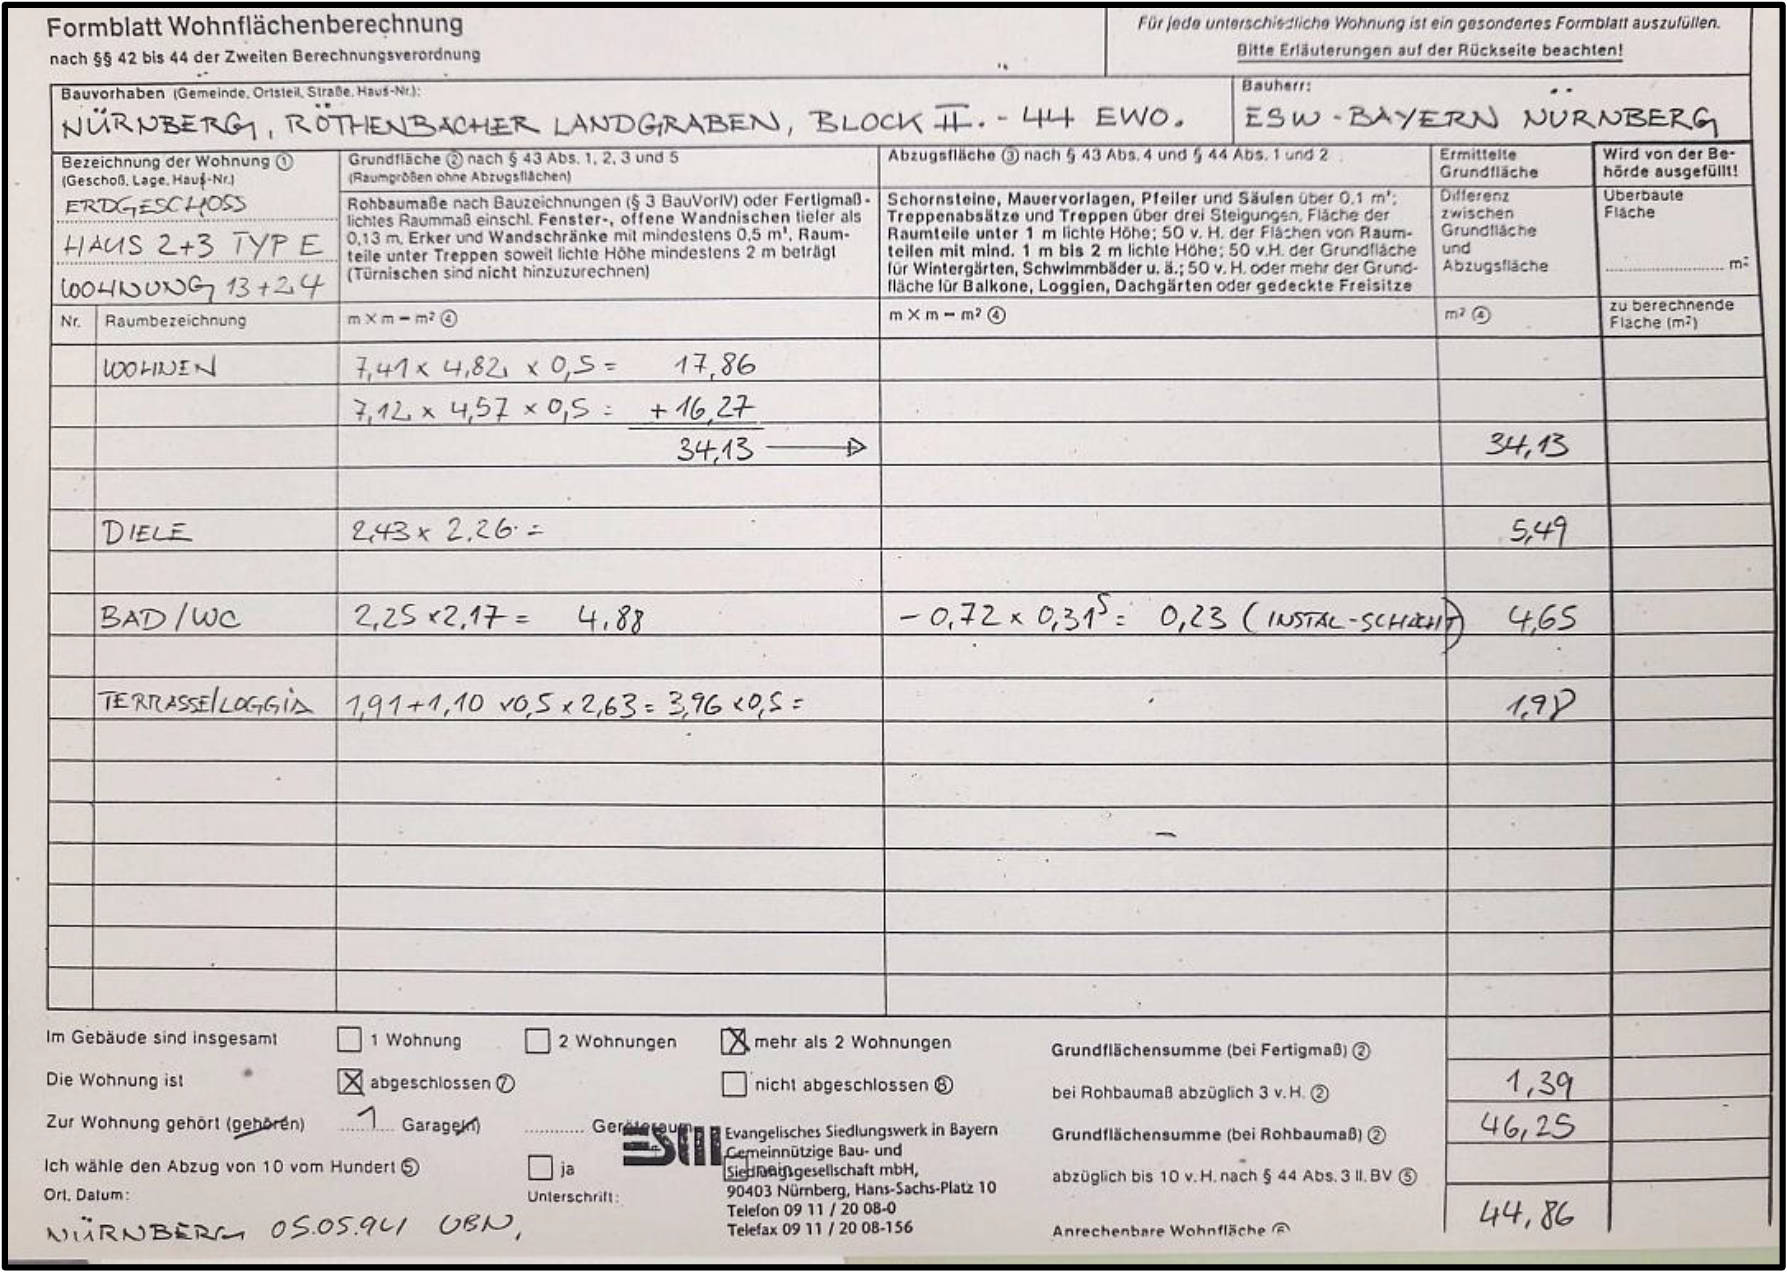 Formblatt Wohnflächenberechnung
nach §§ 42 bis 44 der Zweiten Berechnungsverordnung
Für jede unterschiedliche Wohnung ist ein gesondertes Formblatt auszufüllen.
Bitte Erläuterungen auf der Rückseite beachten!
Bauvorhaben (Gemeinde, Ortsteil, Straße, Haus-Nr.):
NÜRNBERG, RÖTHENBACHER LANDGRABEN, BLOCK II. - 44 EWO.
Bauherr:
ESW-BAYERN NÜRNBERG
Bezeichnung der Wohnung ①
(Geschoß, Lage, Haus-Nr.)
ERDGESCHOSS
HAUS 2+3 TYP E
WOHNUNG 13+24
Grundfläche ② nach § 43 Abs. 1, 2, 3 und 5
(Raumgrößen ohne Abzugsflächen)
Rohbaumaße nach Bauzeichnungen (§ 3 BauVorlV) oder Fertigmaß-
lichtes Raummaß einschl. Fenster-, offene Wandnischen tiefer als
0,13 m, Erker und Wandschränke mit mindestens 0,5 m², Raum-
teile unter Treppen soweit lichte Höhe mindestens 2 m beträgt
(Türnischen sind nicht hinzuzurechnen)
Abzugsfläche ③ nach § 43 Abs. 4 und § 44 Abs. 1 und 2
Schornsteine, Mauervorlagen, Pfeiler und Säulen über 0,1 m²;
Treppenabsätze und Treppen über drei Steigungen, Fläche der
Raumteile unter 1 m lichte Höhe; 50 v. H. der Flächen von Raum-
teilen mit mind. 1 m bis 2 m lichte Höhe; 50 v.H. der Grundfläche
für Wintergärten, Schwimmbäder u. ä.; 50 v. H. oder mehr der Grund-
fläche für Balkone, Loggien, Dachgärten oder gedeckte Freisitze
Ermittelte
Grundfläche
Differenz
zwischen
Grundfläche
und
Abzugsfläche
Wird von der Be-
hörde ausgefüllt!
Überbaute
Fläche
m²
Nr. Raumbezeichnung m X m = m² ④ m X m = m² ④ m² ④ zu berechnende
Fläche (m²)
WOHNEN 7,41 x 4,82 x 0,5 = 17,86
7,12 x 4,57 x 0,5 = + 16,27
34,13 34,13
DIELE 2,43 x 2,26 = 5,49
BAD/WC 2,25 x 2,17 = 4,88 - 0,72 x 0,31⁵ = 0,23 (INSTAL-SCHACHT) 4,65
TERRASSE/LOGGIA 1,91+1,10 x0,5 x 2,63 = 3,96 x0,5 = 1,98
Im Gebäude sind insgesamt 1 Wohnung 2 Wohnungen mehr als 2 Wohnungen
Die Wohnung ist abgeschlossen ⑦ nicht abgeschlossen ⑧
Zur Wohnung gehört (gehören) 1 Garage(n) Geräteraum
Ich wähle den Abzug von 10 vom Hundert ⑤ ja nein
Ort, Datum: Unterschrift:
NÜRNBERG 05.05.94
ESW
Evangelisches Siedlungswerk in Bayern
Gemeinnützige Bau- und
Siedlungsgesellschaft mbH,
90403 Nürnberg, Hans-Sachs-Platz 10
Telefon 09 11 / 20 08-0
Telefax 09 11 / 20 08-156
Grundflächensumme (bei Fertigmaß) ②
bei Rohbaumaß abzüglich 3 v. H. ② 1,39
Grundflächensumme (bei Rohbaumaß) ② 46,25
abzüglich bis 10 v. H. nach § 44 Abs. 3 II. BV ⑤
Anrechenbare Wohnfläche ⑥ 44,86